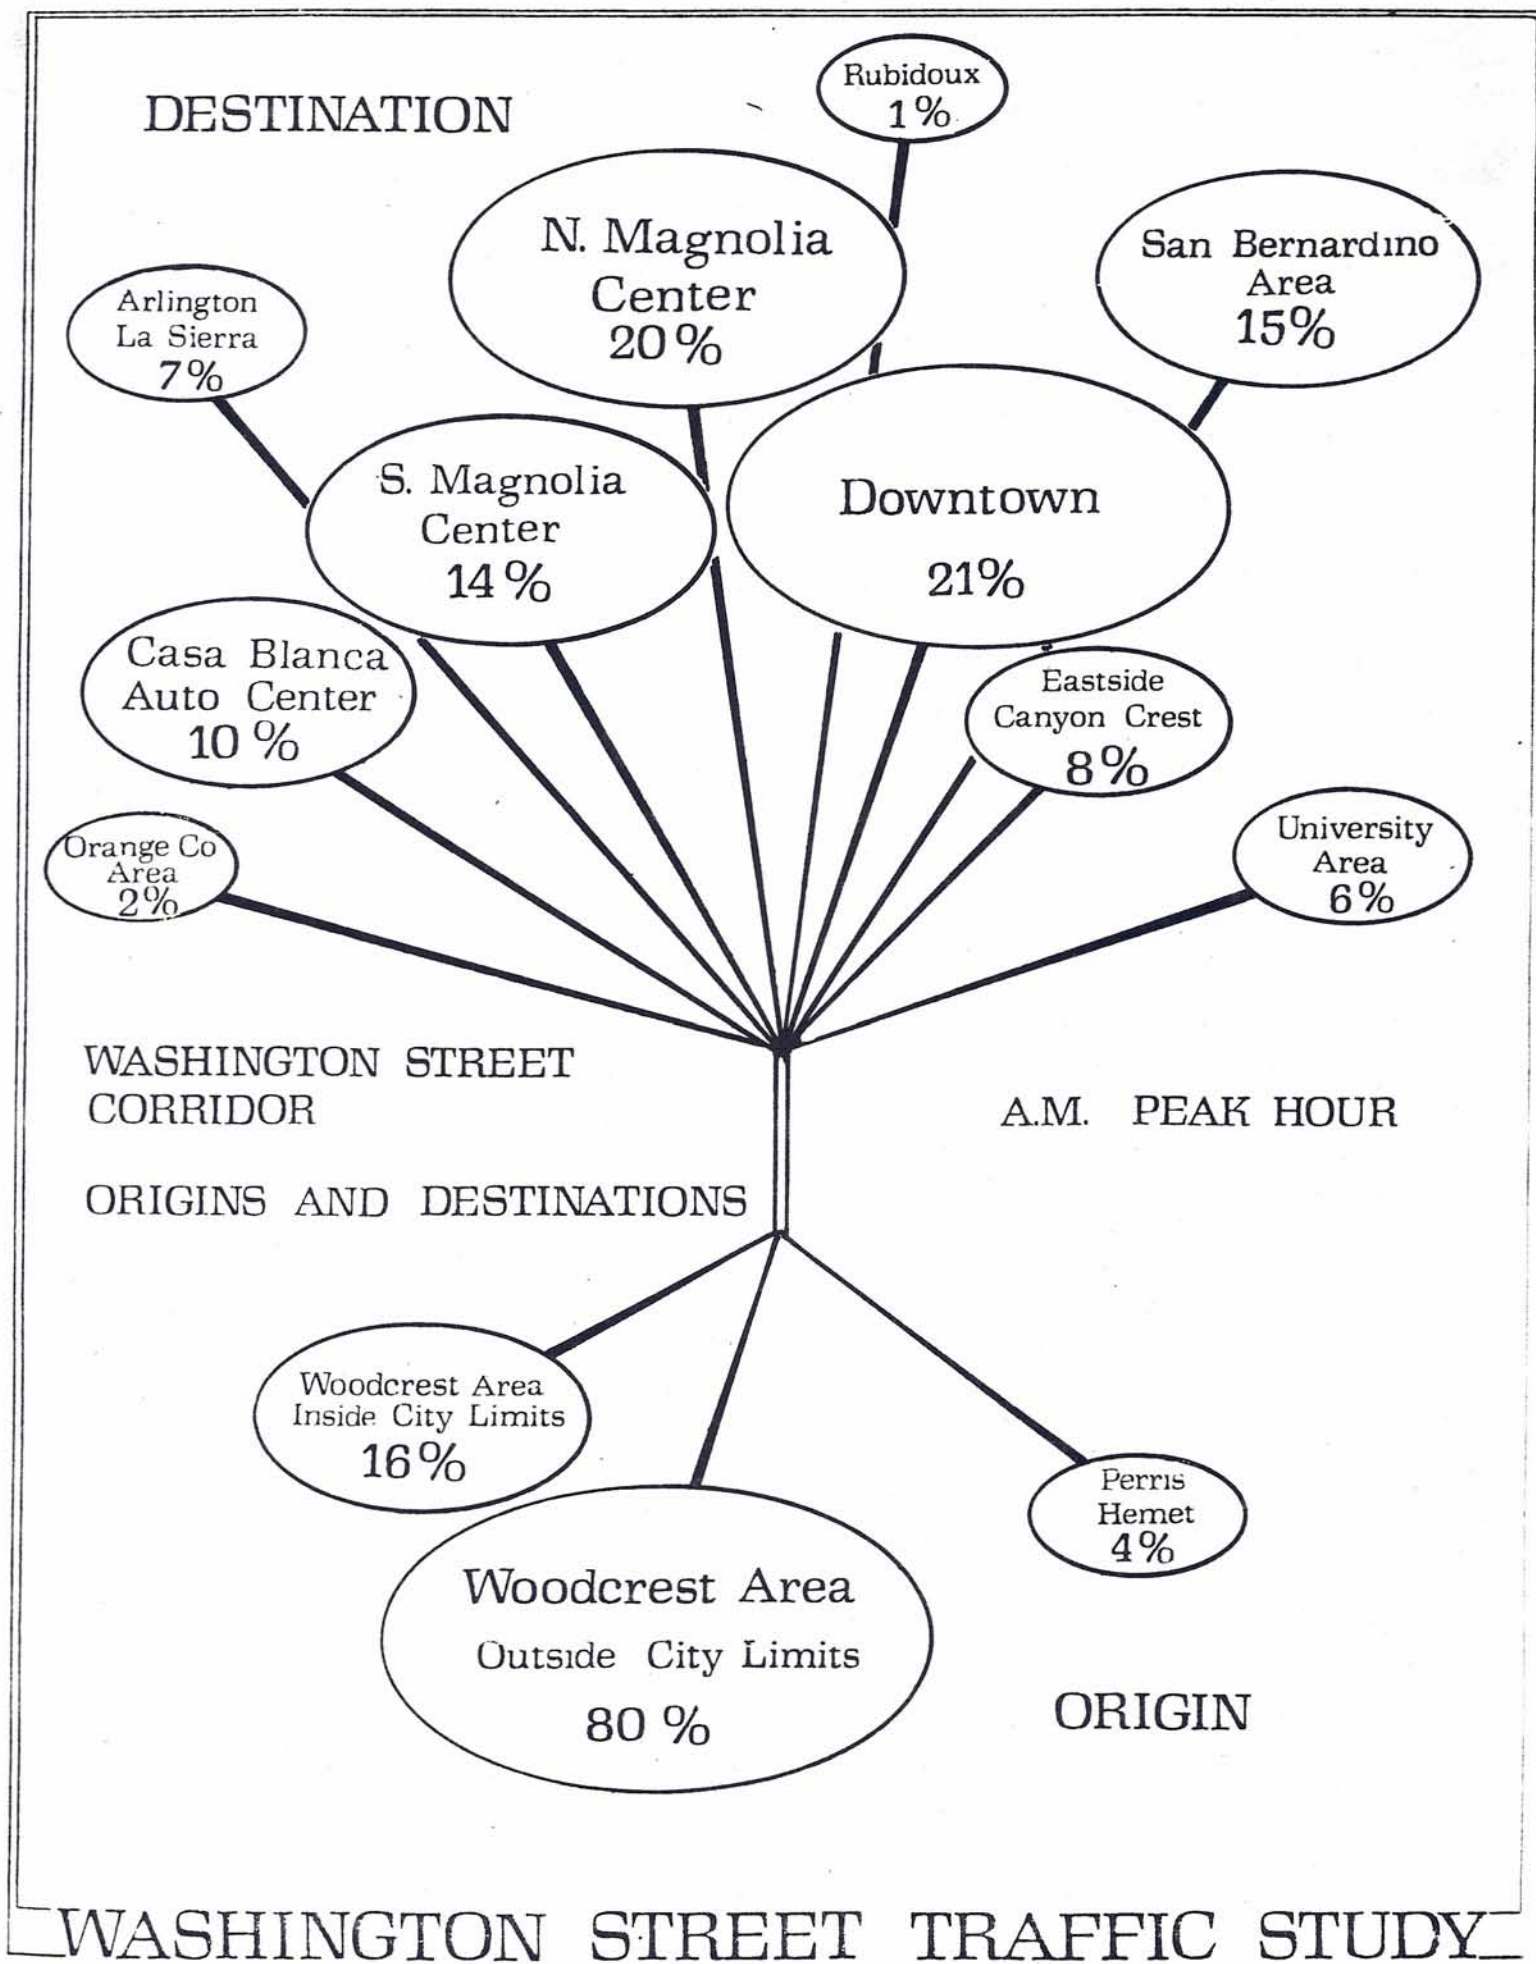 DESTINATION
Rubidoux
1%
N. Magnolia
Center
20%
San Bernardino
Area
15%
Arlington
La Sierra
7%
S. Magnolia
Center
14%
Downtown
21%
Casa Blanca
Auto Center
10%
Eastside
Canyon Crest
8%
Orange Co
Area
2%
University
Area
6%
WASHINGTON STREET
CORRIDOR
A.M. PEAK HOUR
ORIGINS AND DESTINATIONS
Woodcrest Area
Inside City Limits
16%
Perris
Hemet
4%
Woodcrest Area
Outside City Limits
80%
ORIGIN
WASHINGTON STREET TRAFFIC STUDY